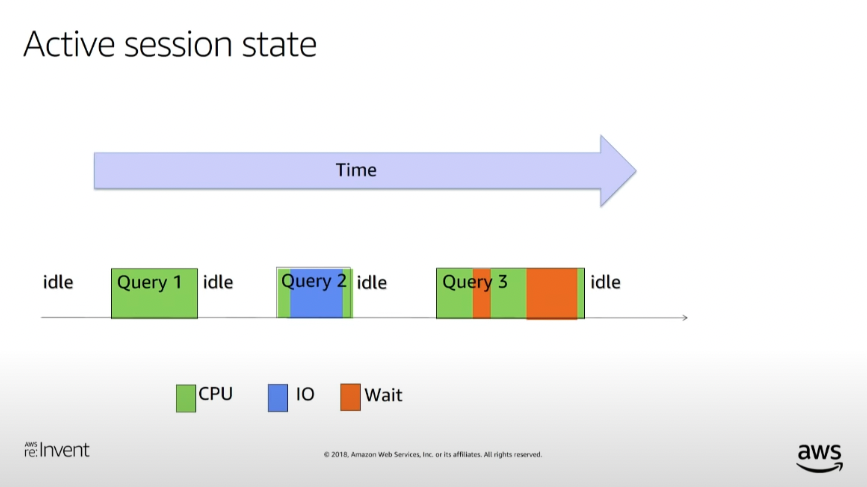 Active session state
Time
idle Query 1 idle Query 2 idle Query 3 idle
CPU IO Wait
AWS
re:Invent
© 2018, Amazon Web Services, Inc. or its affiliates. All rights reserved.
aws